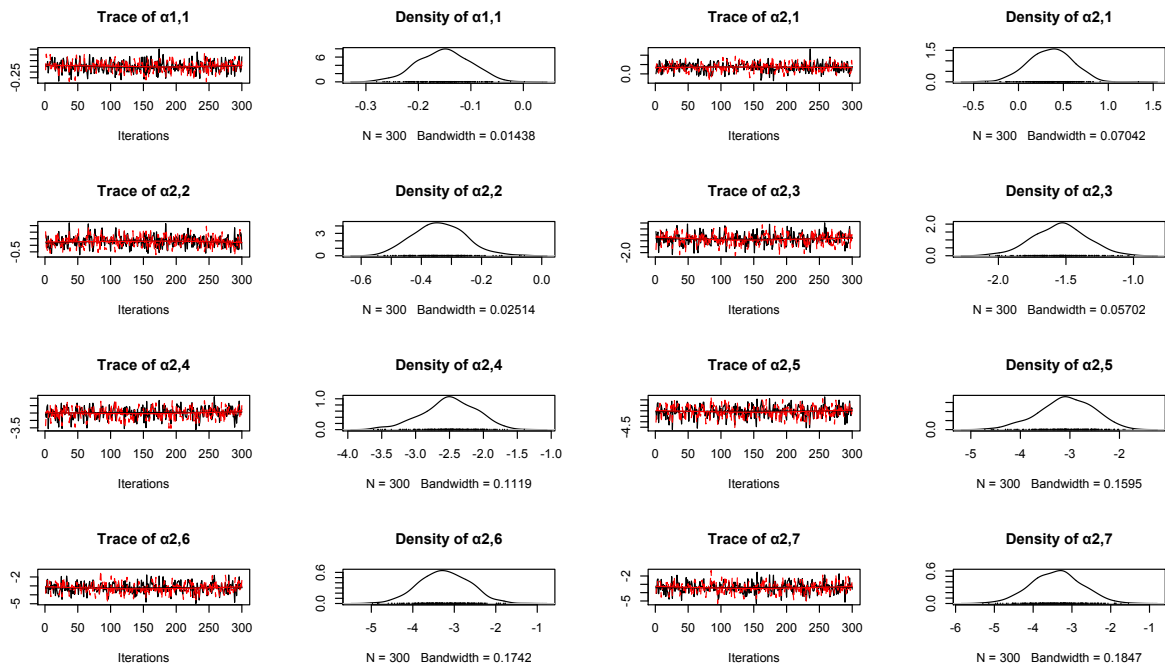 Trace of α1,1
-0.25
0 50 100 150 200 250 300
Iterations
Density of α1,1
0 6
-0.3 -0.2 -0.1 0.0
N = 300 Bandwidth = 0.01438
Trace of α2,1
0.0
0 50 100 150 200 250 300
Iterations
Density of α2,1
0.0 1.5
-0.5 0.0 0.5 1.0 1.5
N = 300 Bandwidth = 0.07042
Trace of α2,2
-0.5
0 50 100 150 200 250 300
Iterations
Density of α2,2
0 3
-0.6 -0.4 -0.2 0.0
N = 300 Bandwidth = 0.02514
Trace of α2,3
-2.0
0 50 100 150 200 250 300
Iterations
Density of α2,3
0.0 2.0
-2.0 -1.5 -1.0
N = 300 Bandwidth = 0.05702
Trace of α2,4
-3.5
0 50 100 150 200 250 300
Iterations
Density of α2,4
0.0 1.0
-4.0 -3.5 -3.0 -2.5 -2.0 -1.5 -1.0
N = 300 Bandwidth = 0.1119
Trace of α2,5
-4.5
0 50 100 150 200 250 300
Iterations
Density of α2,5
0.0
-5 -4 -3 -2
N = 300 Bandwidth = 0.1595
Trace of α2,6
-5 -2
0 50 100 150 200 250 300
Iterations
Density of α2,6
0.0 0.6
-5 -4 -3 -2 -1
N = 300 Bandwidth = 0.1742
Trace of α2,7
-5 -2
0 50 100 150 200 250 300
Iterations
Density of α2,7
0.0 0.6
-6 -5 -4 -3 -2 -1
N = 300 Bandwidth = 0.1847